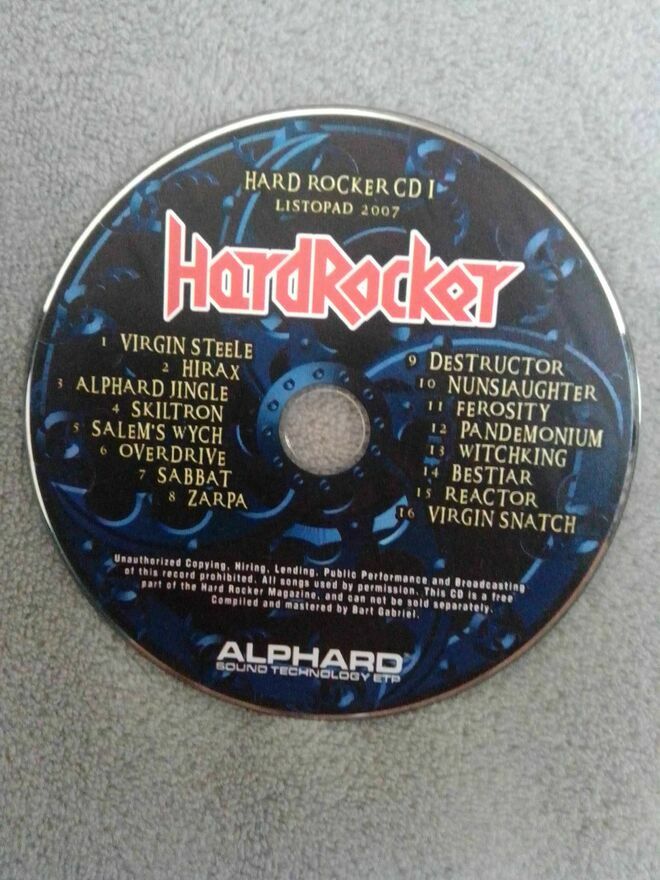 HARD ROCKER CD I
LISTOPAD 2007
HardRocker
1 VIRGIN STEELE
2 HIRAX
3 ALPHARD JINGLE
4 SKILTRON
5 SALEM'S WYCH
6 OVERDRIVE
7 SABBAT
8 ZARPA
9 DESTRUCTOR
10 NUNSLAUGHTER
11 FEROSITY
12 PANDEMONIUM
13 WITCHKING
14 BESTIAR
15 REACTOR
16 VIRGIN SNATCH
Unauthorized Copying, Hiring, Lending, Public Performance and Broadcasting
of this record prohibited. All songs used by permission. This CD is a free
part of the Hard Rocker Magazine, and can not be sold separately.
Compiled and mastered by Bart Gabriel.
ALPHARD
SOUND TECHNOLOGY ETP